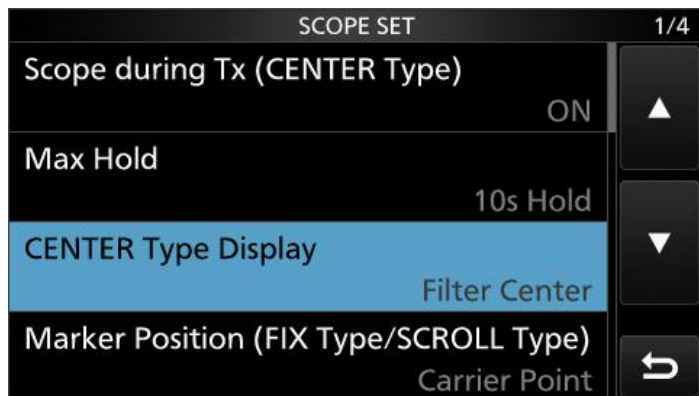 SCOPE SET 1/4
Scope during Tx (CENTER Type)
ON
Max Hold
10s Hold
CENTER Type Display
Filter Center
Marker Position (FIX Type/SCROLL Type)
Carrier Point